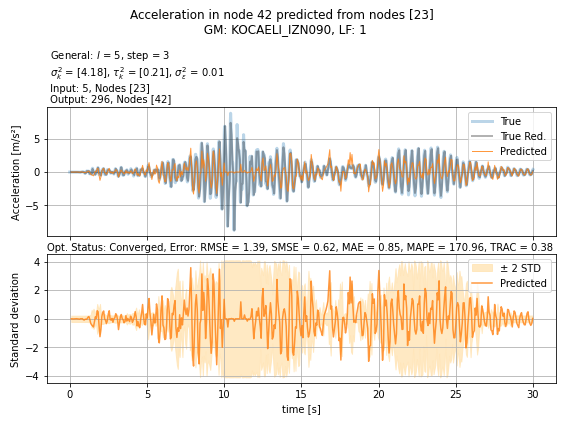 Acceleration in node 42 predicted from nodes [23]
GM: KOCAELI_IZN090, LF: 1
General: l = 5, step = 3
σ²ₖ = [4.18], τ²ₖ = [0.21], σ²ε = 0.01
Input: 5, Nodes [23]
Output: 296, Nodes [42]
Acceleration [m/s²]
5
0
−5
True
True Red.
Predicted
Opt. Status: Converged, Error: RMSE = 1.39, SMSE = 0.62, MAE = 0.85, MAPE = 170.96, TRAC = 0.38
Standard deviation
4
2
0
−2
−4
± 2 STD
Predicted
0 5 10 15 20 25 30
time [s]